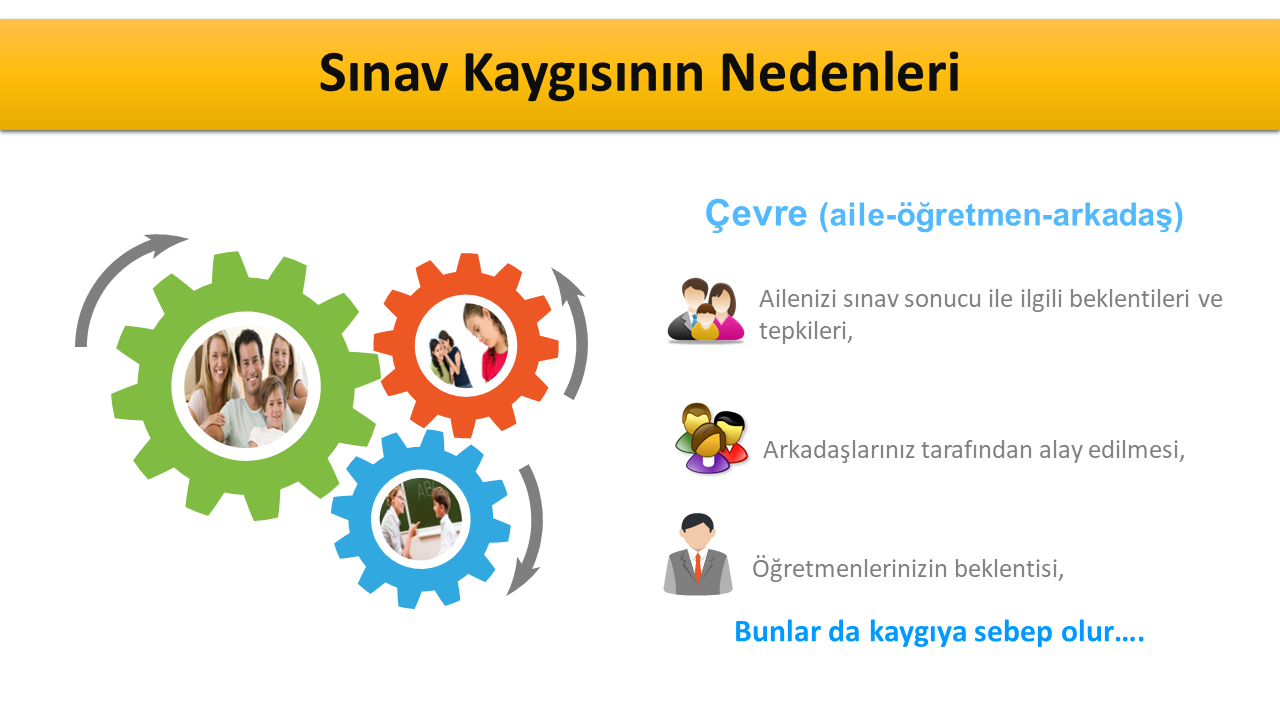 Sınav Kaygısının Nedenleri
Çevre (aile-öğretmen-arkadaş)
Ailenizi sınav sonucu ile ilgili beklentileri ve
tepkileri,
Arkadaşlarınız tarafından alay edilmesi,
Öğretmenlerinizin beklentisi,
Bunlar da kaygıya sebep olur….